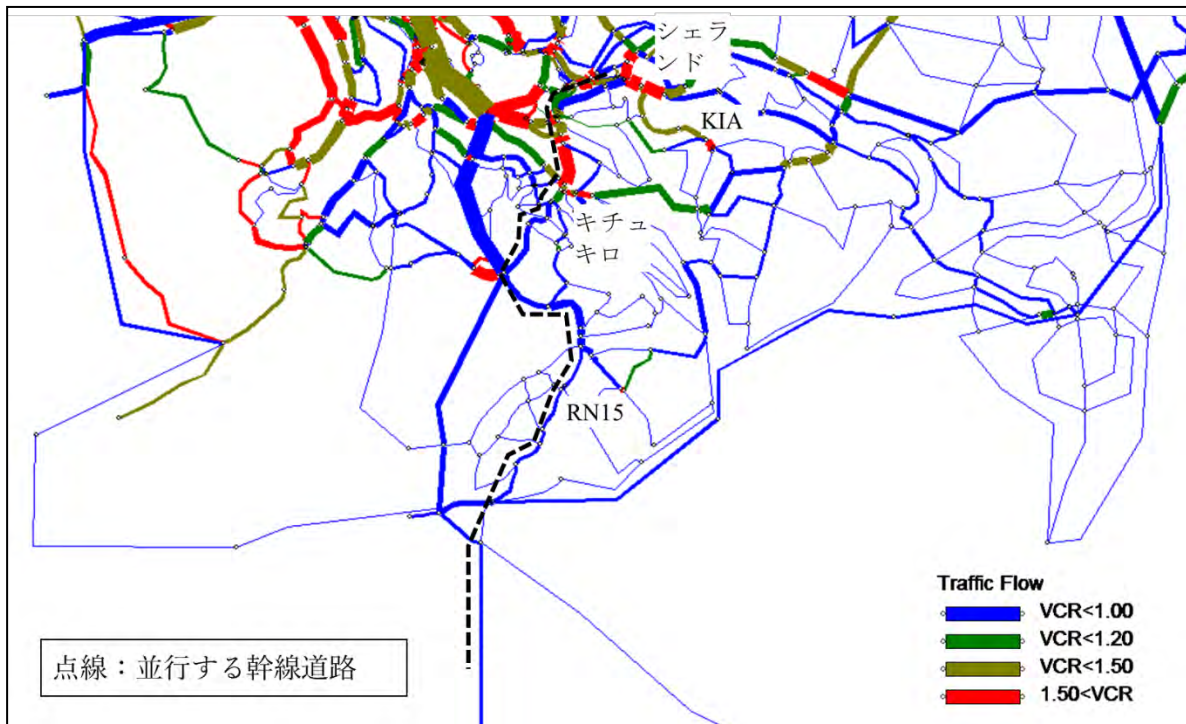 シェラ
ンド
KIA
キチュ
キロ
RN15
Traffic Flow
VCR<1.00
VCR<1.20
VCR<1.50
1.50<VCR
点線：並行する幹線道路